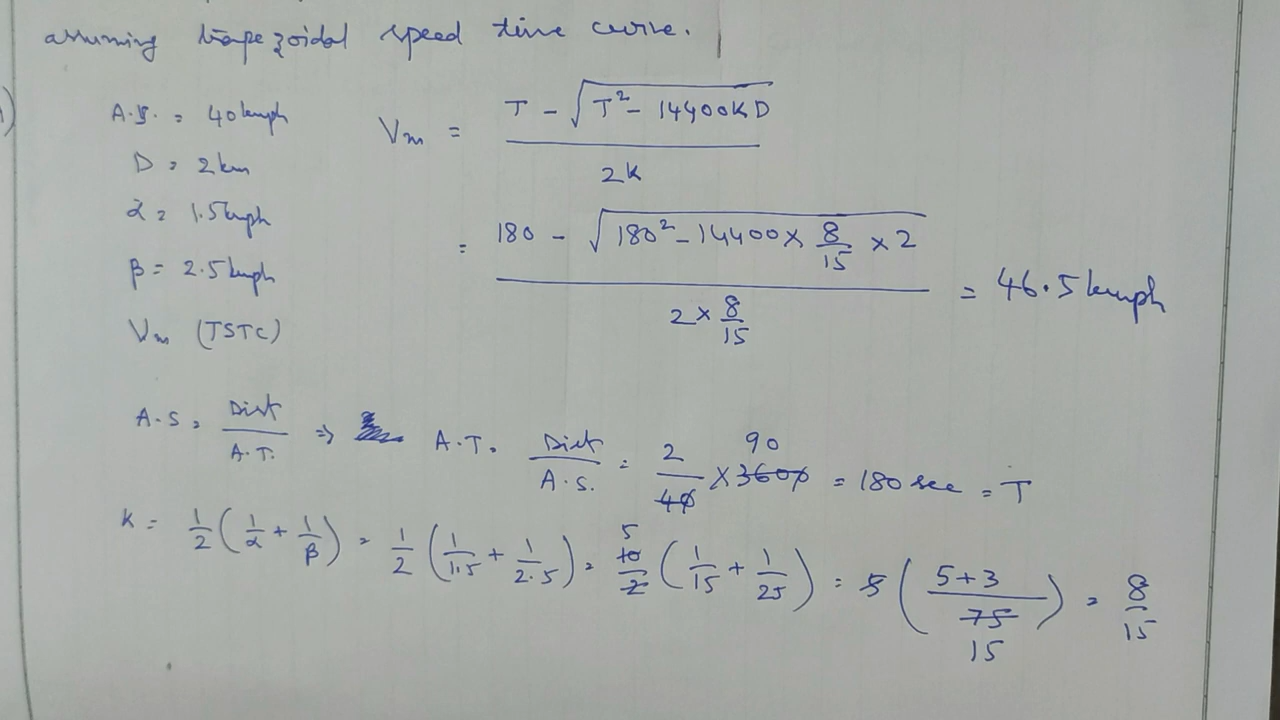 assuming trapezoidal speed time curve.
A.S. = 40 kmph
D = 2 km
α = 1.5 kmph
β = 2.5 kmph
Vm (TSTC)
Vm = (T - √(T² - 14400KD)) / 2K
= (180 - √(180² - 14400 × 8/15 × 2)) / (2 × 8/15) = 46.5 kmph
A.S. = Dist / A.T. ⇒ A.T. = Dist / A.S. = 2/40 × 3600 90 = 180 sec = T
K = 1/2 (1/α + 1/β) = 1/2 (1/1.5 + 1/2.5) = 5 10/2 (1/15 + 1/25) = 5 ((5+3) / 75 15) = 8/15